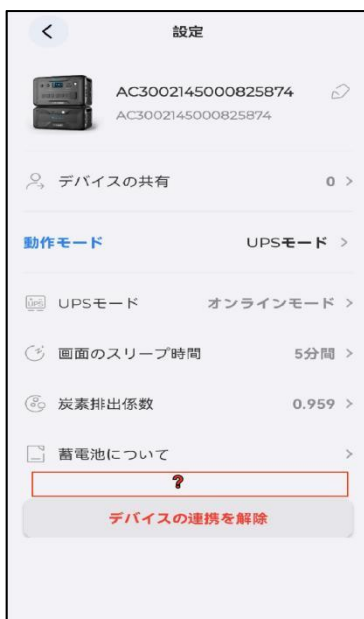 設定
AC3002145000825874
AC3002145000825874
デバイスの共有 0
動作モード UPSモード
UPS UPSモード オンラインモード
画面のスリープ時間 5分間
炭素排出係数 0.959
蓄電池について
?
デバイスの連携を解除